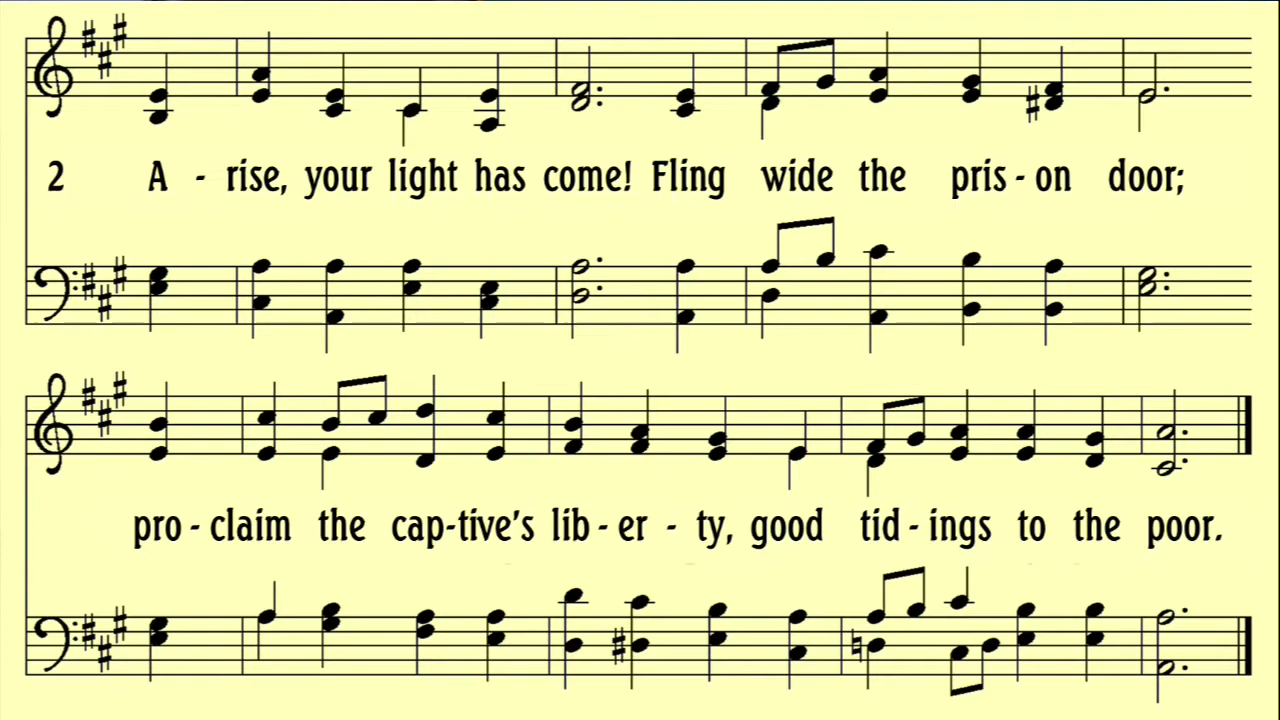 2 A - rise, your light has come! Fling wide the pris - on door;
pro - claim the cap-tive's lib - er - ty, good tid - ings to the poor.